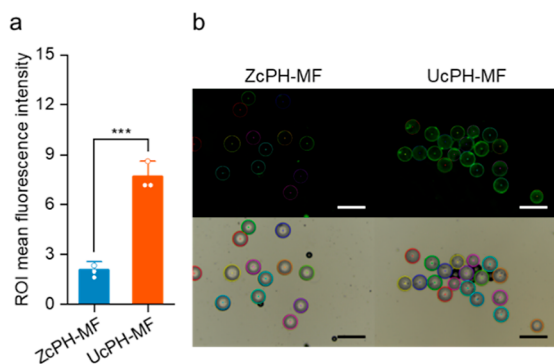 a
b
ROI mean fluorescence intensity
15
12
9
6
3
0
***
ZcPH-MF
UcPH-MF
ZcPH-MF
UcPH-MF